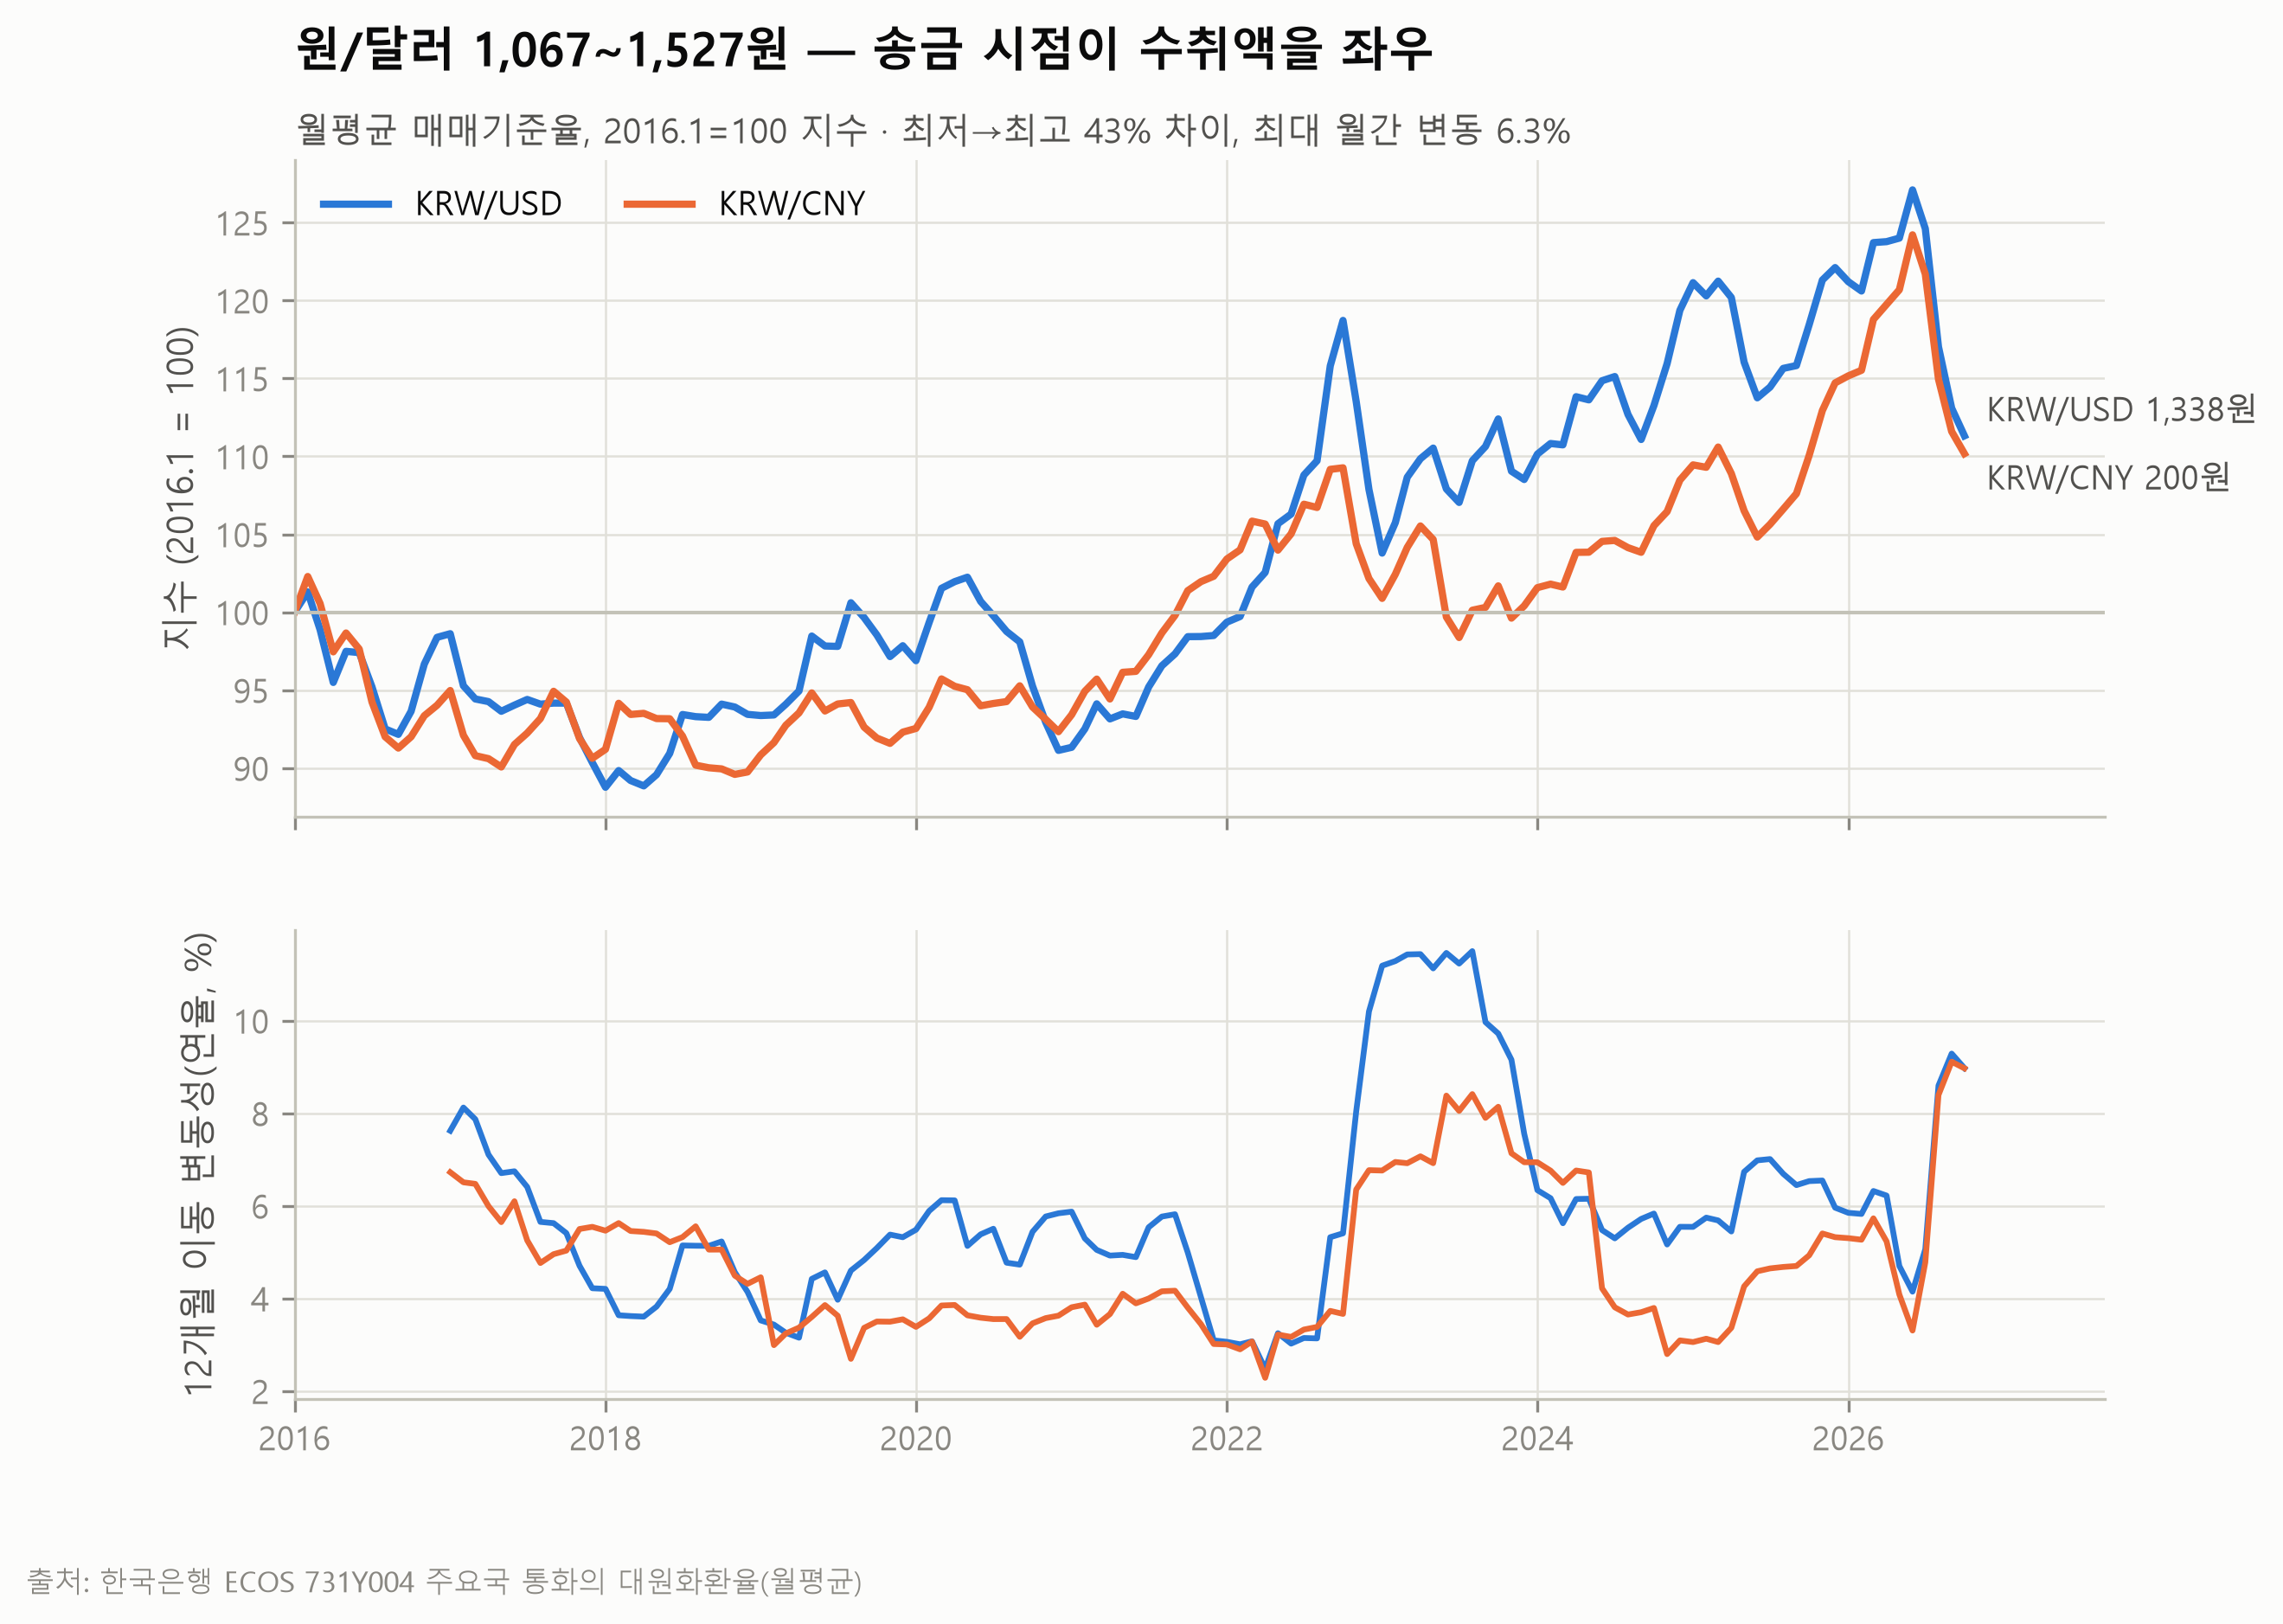 원/달러 1,067~1,527원 — 송금 시점이 수취액을 좌우
월평균 매매기준율, 2016.1=100 지수 · 최저→최고 43% 차이, 최대 월간 변동 6.3%
KRW/USD
KRW/CNY
지수 (2016.1 = 100)
125
120
115
110
105
100
95
90
KRW/USD 1,338원
KRW/CNY 200원
12개월 이동 변동성(연율, %)
10
8
6
4
2
2016
2018
2020
2022
2024
2026
출처: 한국은행 ECOS 731Y004 주요국 통화의 대원화환율(월평균)